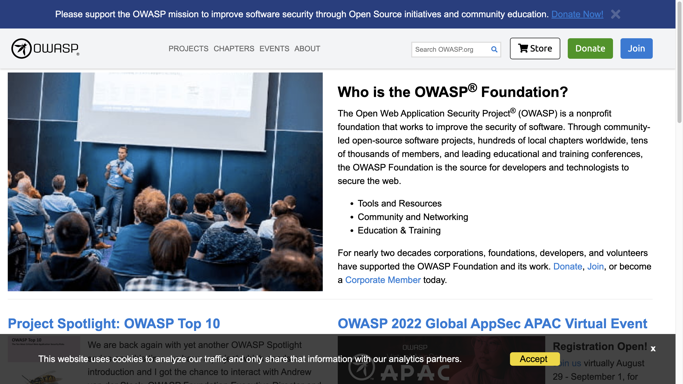 Please support the OWASP mission to improve software security through Open Source initiatives and community education. Donate Now!
OWASP
PROJECTS CHAPTERS EVENTS ABOUT
Search OWASP.org
Store
Donate
Join
Who is the OWASP® Foundation?
The Open Web Application Security Project® (OWASP) is a nonprofit
foundation that works to improve the security of software. Through community-
led open-source software projects, hundreds of local chapters worldwide, tens
of thousands of members, and leading educational and training conferences,
the OWASP Foundation is the source for developers and technologists to
secure the web.
• Tools and Resources
• Community and Networking
• Education & Training
For nearly two decades corporations, foundations, developers, and volunteers
have supported the OWASP Foundation and its work. Donate, Join, or become
a Corporate Member today.
Project Spotlight: OWASP Top 10
We are back again with yet another OWASP Spotlight
introduction and I got the chance to interact with Andrew
OWASP 2022 Global AppSec APAC Virtual Event
OWASP
APAC
Registration Open!
Join us virtually August
29 - September 1, for
This website uses cookies to analyze our traffic and only share that information with our analytics partners.
Accept
x